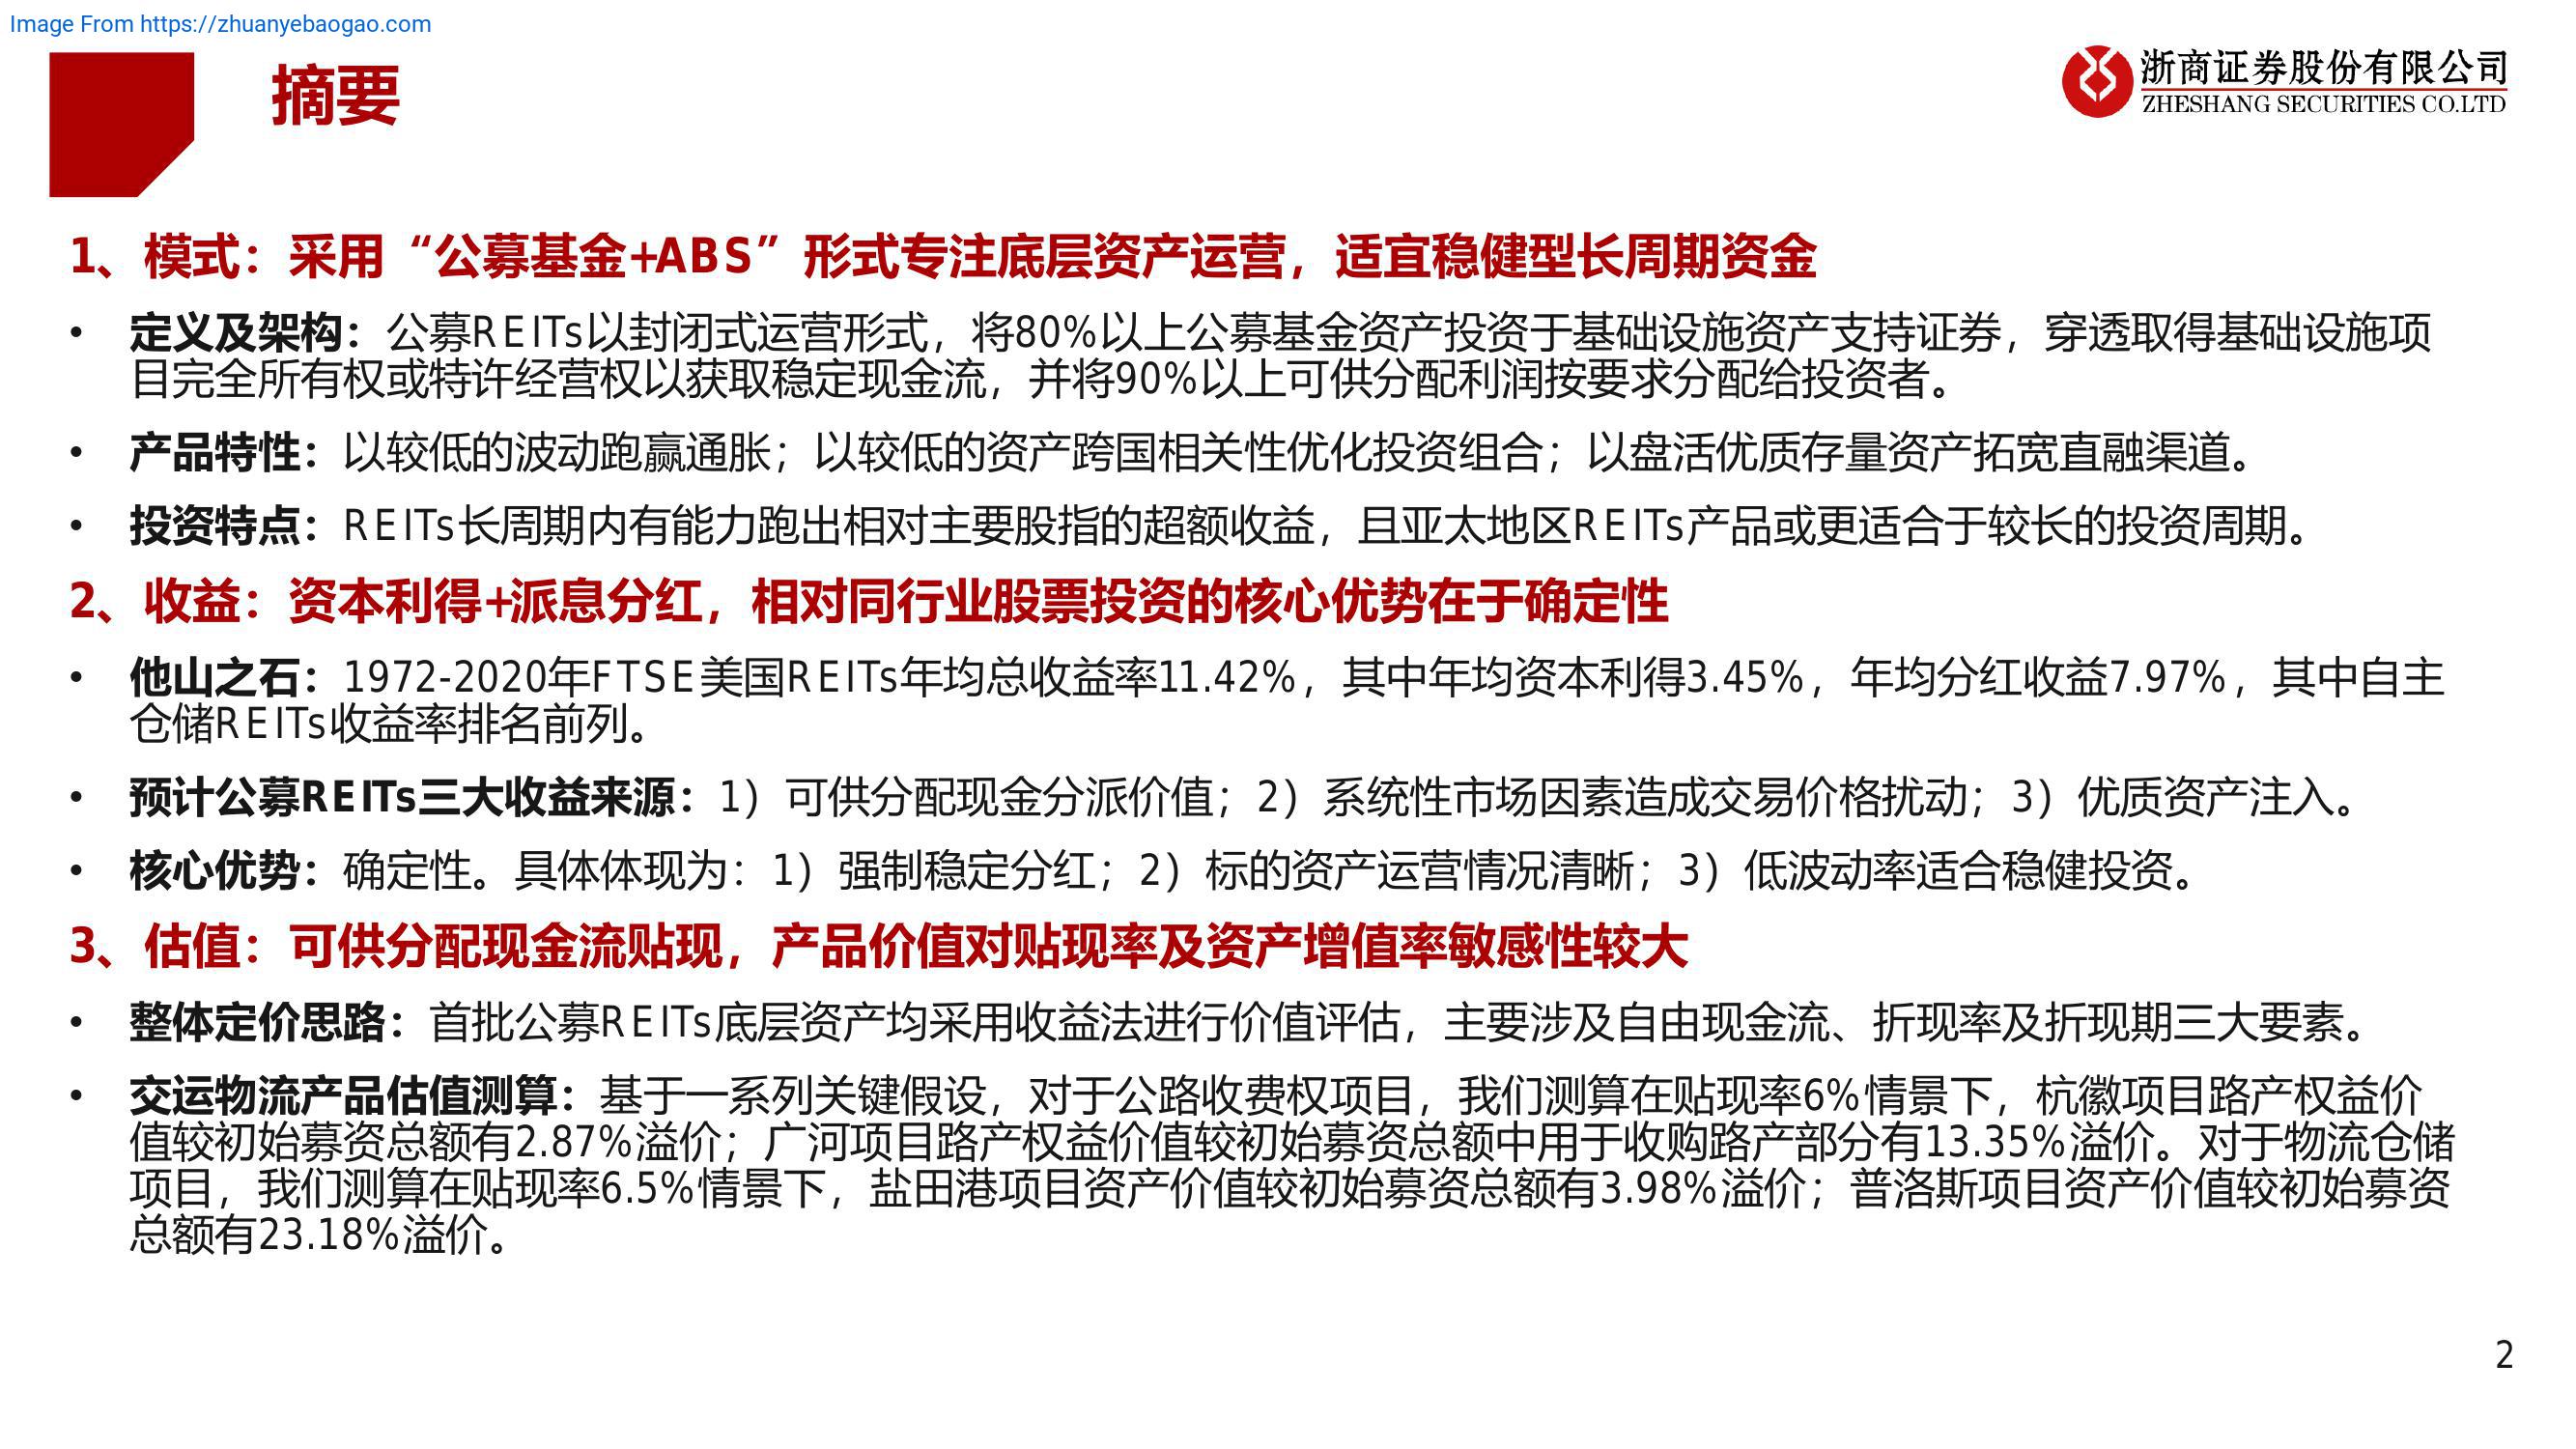 Image From https://zhuanyebaogao.com
摘要
浙商证券股份有限公司
ZHESHANG SECURITIES CO.LTD
1、模式：采用“公募基金+ABS”形式专注底层资产运营，适宜稳健型长周期资金
• 定义及架构：公募REITs以封闭式运营形式，将80%以上公募基金资产投资于基础设施资产支持证券，穿透取得基础设施项
目完全所有权或特许经营权以获取稳定现金流，并将90%以上可供分配利润按要求分配给投资者。
• 产品特性：以较低的波动跑赢通胀；以较低的资产跨国相关性优化投资组合；以盘活优质存量资产拓宽直融渠道。
• 投资特点：REITs长周期内有能力跑出相对主要股指的超额收益，且亚太地区REITs产品或更适合于较长的投资周期。
2、收益：资本利得+派息分红，相对同行业股票投资的核心优势在于确定性
• 他山之石：1972-2020年FTSE美国REITs年均总收益率11.42%，其中年均资本利得3.45%，年均分红收益7.97%，其中自主
仓储REITs收益率排名前列。
• 预计公募REITs三大收益来源：1）可供分配现金分派价值；2）系统性市场因素造成交易价格扰动；3）优质资产注入。
• 核心优势：确定性。具体体现为：1）强制稳定分红；2）标的资产运营情况清晰；3）低波动率适合稳健投资。
3、估值：可供分配现金流贴现，产品价值对贴现率及资产增值率敏感性较大
• 整体定价思路：首批公募REITs底层资产均采用收益法进行价值评估，主要涉及自由现金流、折现率及折现期三大要素。
• 交运物流产品估值测算：基于一系列关键假设，对于公路收费权项目，我们测算在贴现率6%情景下，杭徽项目路产权益价
值较初始募资总额有2.87%溢价；广河项目路产权益价值较初始募资总额中用于收购路产部分有13.35%溢价。对于物流仓储
项目，我们测算在贴现率6.5%情景下，盐田港项目资产价值较初始募资总额有3.98%溢价；普洛斯项目资产价值较初始募资
总额有23.18%溢价。
2